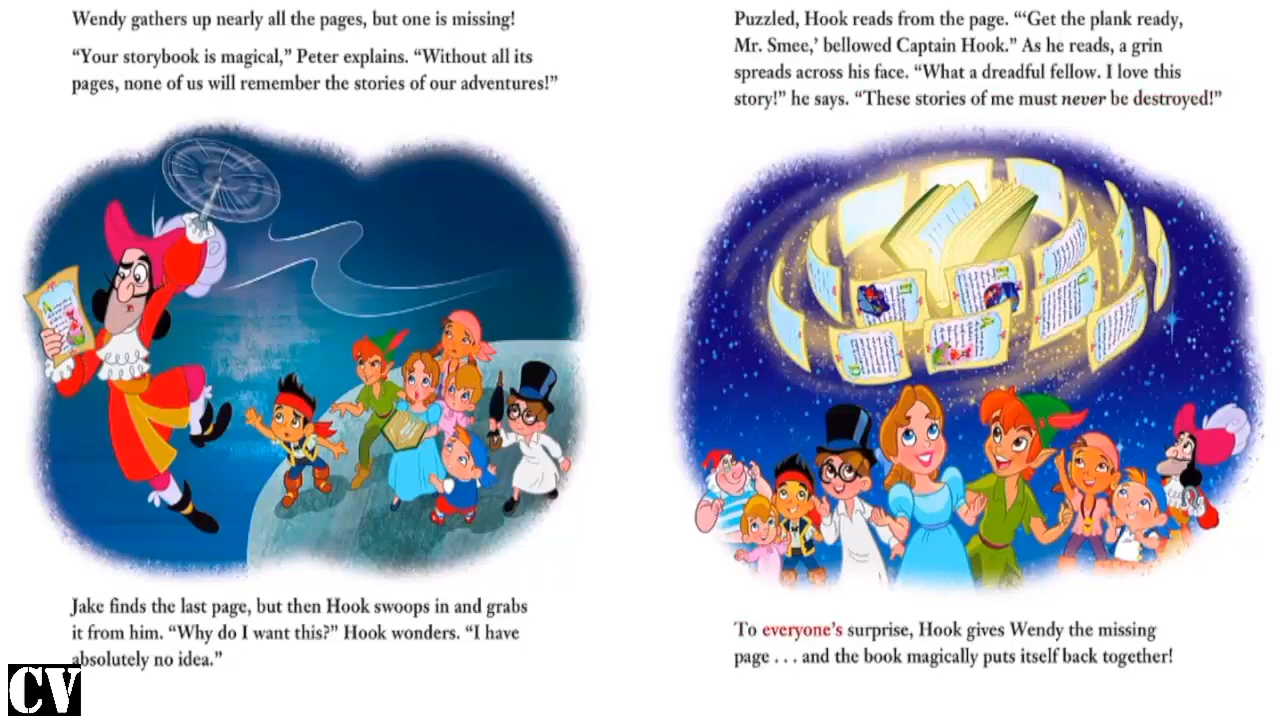 Wendy gathers up nearly all the pages, but one is missing!
“Your storybook is magical,” Peter explains. “Without all its
pages, none of us will remember the stories of our adventures!”
Jake finds the last page, but then Hook swoops in and grabs
it from him. “Why do I want this?” Hook wonders. “I have
absolutely no idea.”
CV
Puzzled, Hook reads from the page. “‘Get the plank ready,
Mr. Smee,’ bellowed Captain Hook.” As he reads, a grin
spreads across his face. “What a dreadful fellow. I love this
story!” he says. “These stories of me must never be destroyed!”
To everyone’s surprise, Hook gives Wendy the missing
page . . . and the book magically puts itself back together!